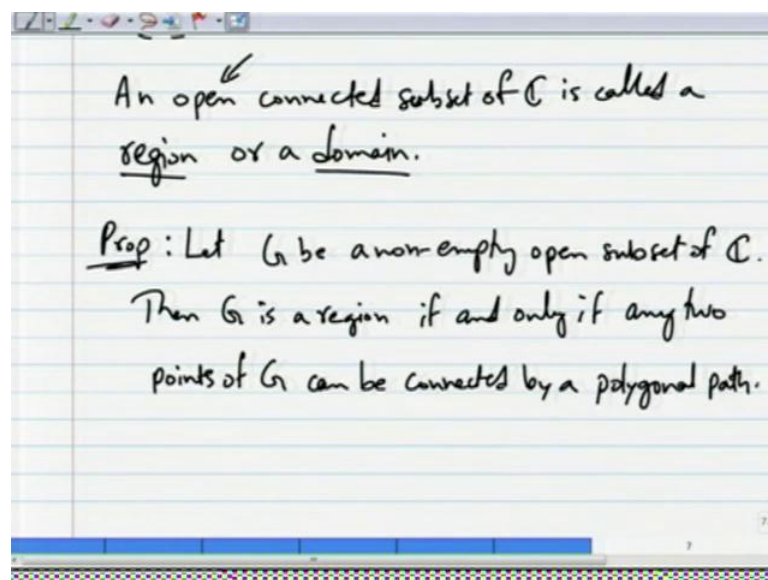 An open connected subset of ℂ is called a
region or a domain.
Prop : Let G be a non-empty open subset of ℂ.
Then G is a region if and only if any two
points of G can be connected by a polygonal path.
7